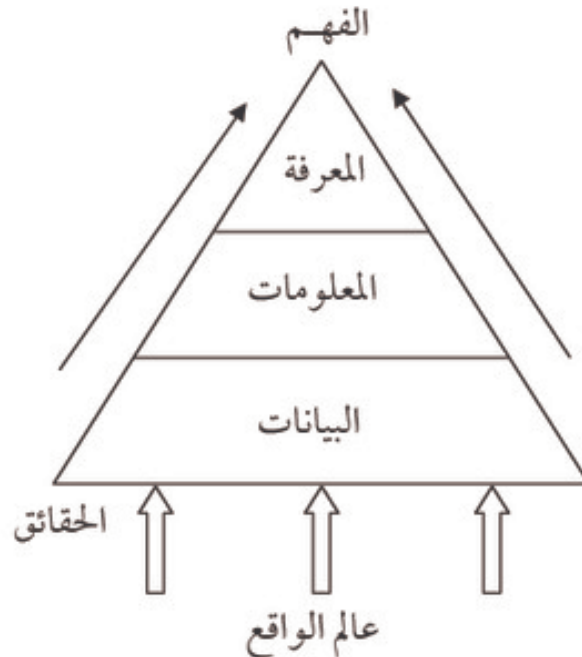 الفهم
المعرفة
المعلومات
البيانات
الحقائق
عالم الواقع